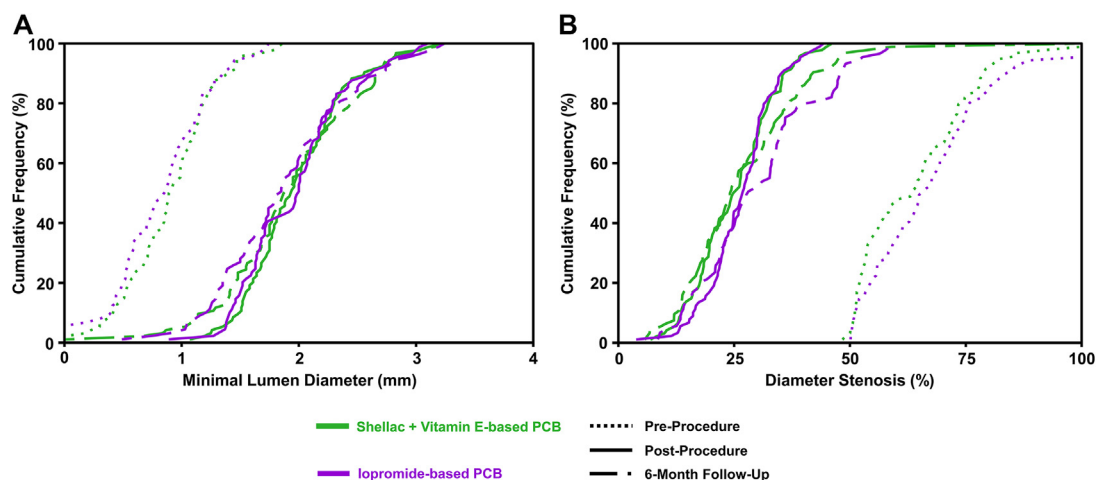 A
B
Cumulative Frequency (%)
100
80
60
40
20
0
0 1 2 3 4
Minimal Lumen Diameter (mm)
Cumulative Frequency (%)
100
80
60
40
20
0
0 25 50 75 100
Diameter Stenosis (%)
Shellac + Vitamin E-based PCB
Iopromide-based PCB
Pre-Procedure
Post-Procedure
6-Month Follow-Up